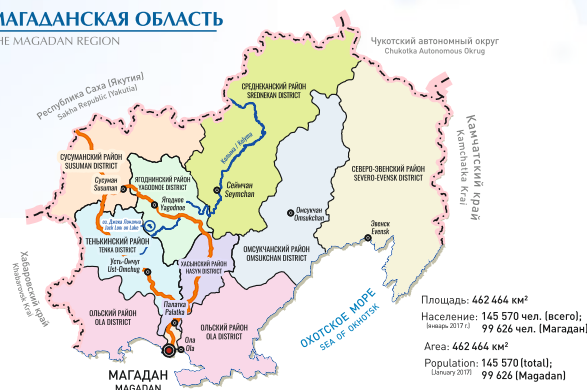 МАГАДАНСКАЯ ОБЛАСТЬ
THE MAGADAN REGION
Чукотский автономный округ
Chukotka Autonomous Okrug
Республика Саха (Якутия)
Sakha Republic (Yakutia)
СРЕДНЕКАНСКИЙ РАЙОН
SREDNEKAN DISTRICT
Колыма / Kolyma
Камчатский край
Kamchatka Krai
СУСУМАНСКИЙ РАЙОН
SUSUMAN DISTRICT
Сусуман
Susuman
ЯГОДНИНСКИЙ РАЙОН
YAGODNOE DISTRICT
Ягодное
Yagodnoe
Сеймчан
Seymchan
СЕВЕРО-ЭВЕНСКИЙ РАЙОН
SEVERO-EVENSK DISTRICT
оз. Джека Лондона
Jack London Lake
Омсукчан
Omsukchan
Эвенск
Evensk
ТЕНЬКИНСКИЙ РАЙОН
TENKA DISTRICT
Усть-Омчуг
Ust-Omchug
ХАСЫНСКИЙ РАЙОН
HASYN DISTRICT
ОМСУКЧАНСКИЙ РАЙОН
OMSUKCHAN DISTRICT
Хабаровский край
Khabarovsk Krai
ОЛЬСКИЙ РАЙОН
OLA DISTRICT
Палатка
Palatka
ОЛЬСКИЙ РАЙОН
OLA DISTRICT
Ола
Ola
МАГАДАН
MAGADAN
ОХОТСКОЕ МОРЕ
SEA OF OKHOTSK
Площадь: 462 464 км²
Население: 145 570 чел. (всего);
(январь 2017 г.) 99 626 чел. (Магадан)
Area: 462 464 км²
Population: 145 570 (total);
(January 2017) 99 626 (Magadan)